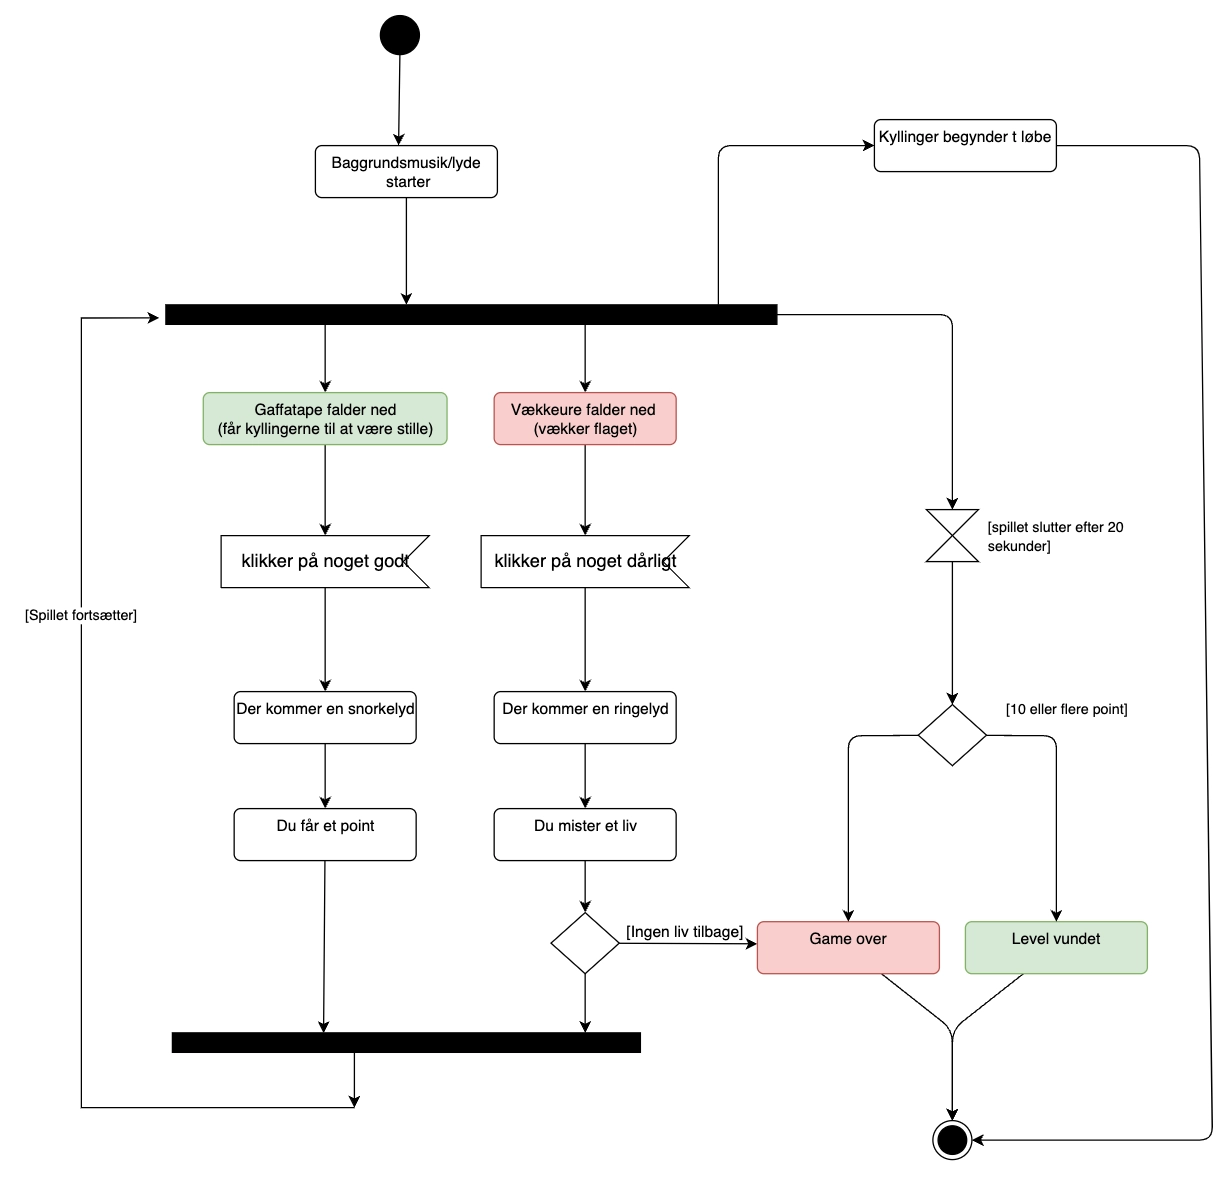 Baggrundsmusik/lyde
starter
Kyllinger begynder t løbe
Gaffatape falder ned
(får kyllingerne til at være stille)
Vækkeure falder ned
(vækker flaget)
[spillet slutter efter 20
sekunder]
klikker på noget godt
klikker på noget dårligt
[Spillet fortsætter]
Der kommer en snorkelyd
Der kommer en ringelyd
[10 eller flere point]
Du får et point
Du mister et liv
[Ingen liv tilbage]
Game over
Level vundet